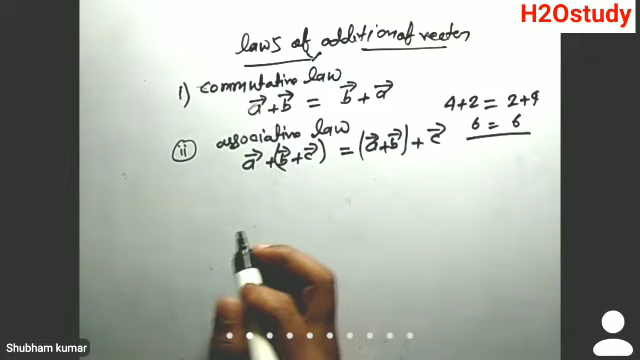 H2Ostudy
laws of addition of vector
i) commutative law
a⃗ + b⃗ = b⃗ + a⃗
4+2 = 2+4
6 = 6
ii) associative law
a⃗ + (b⃗ + c⃗) = (a⃗ + b⃗) + c⃗
Shubham kumar